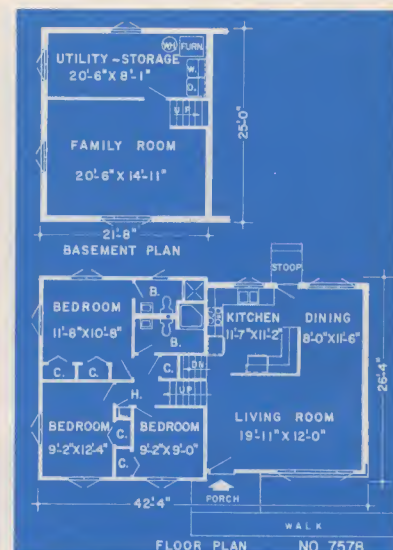 W.H. FURN.
UTILITY ~ STORAGE
20'-6" X 8'-1"
W.
D.
UP
FAMILY ROOM
20'-6" X 14'-11"
25'-0"
21'-8"
BASEMENT PLAN
STOOP
B.
BEDROOM
11'-8" X 10'-8"
KITCHEN
11'-7" X 11'-2"
DINING
8'-0" X 11'-6"
B.
C. C. C. DN
UP
H.
26'-4"
LIVING ROOM
19'-11" X 12'-0"
BEDROOM
9'-2" X 12'-4"
C.
BEDROOM
9'-2" X 9'-0"
C.
42'-4"
PORCH
WALK
FLOOR PLAN NO. 7578